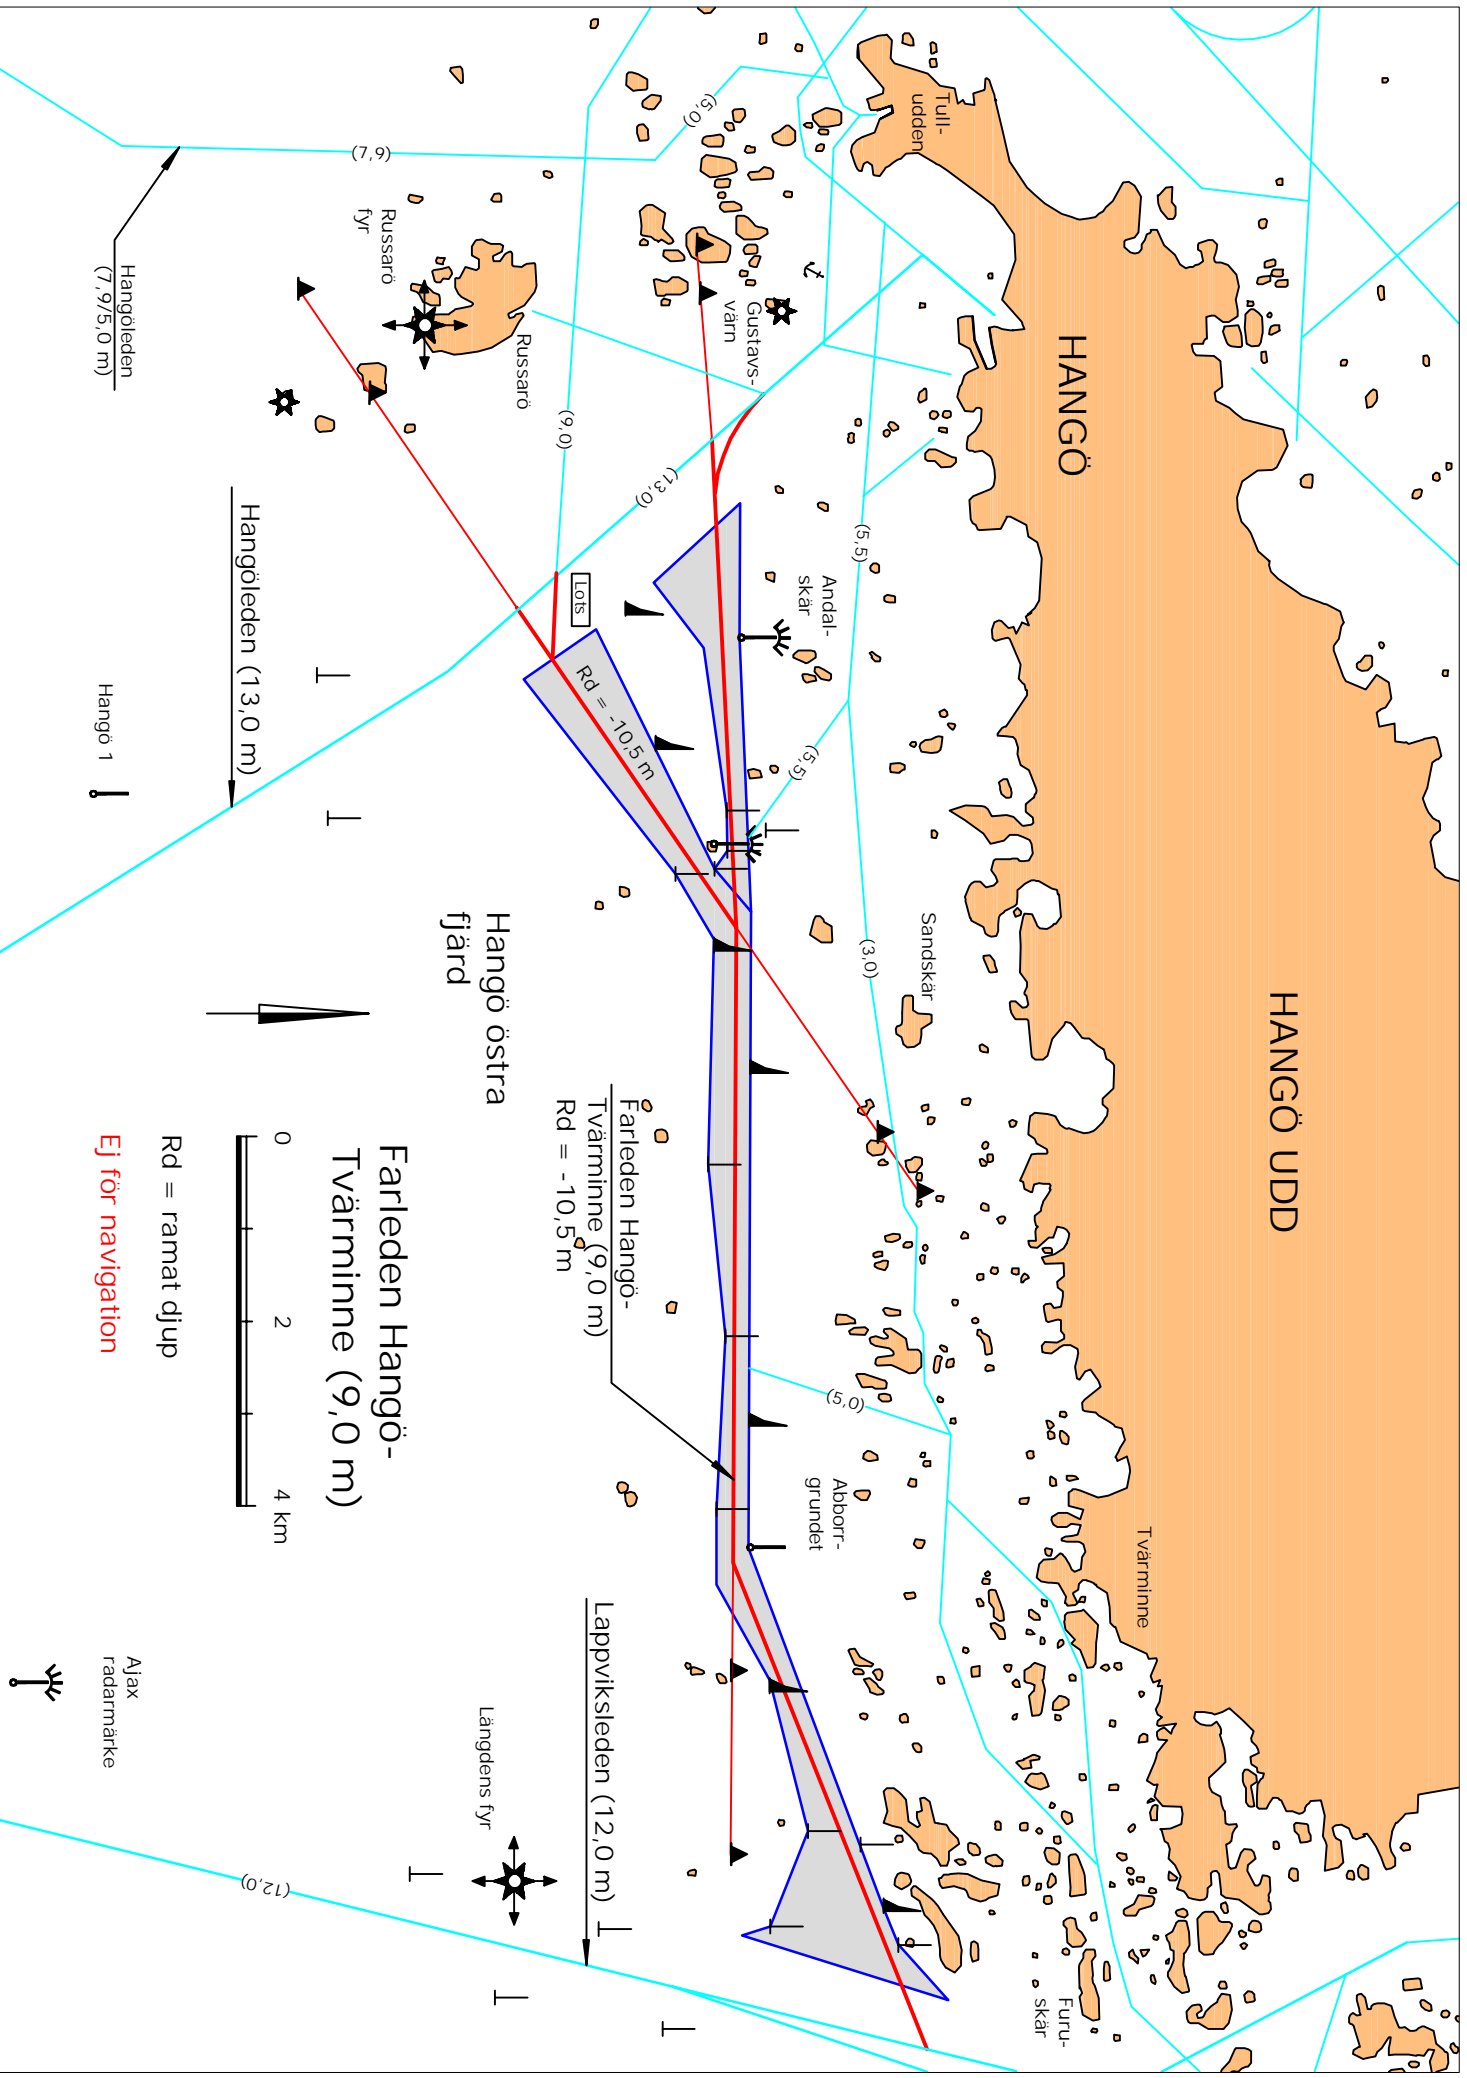 HANGÖ UDD
HANGÖ
Tull-
udden
Tvärminne
Sandskär
Furu-
skär
Andal-
skär
Abborr-
grundet
Gustavs-
värn
(5,0)
(5,5)
(5,5)
(3,0)
(5,0)
(13,0)
(9,0)
(7,9)
(12,0)
Lots
Rd = -10,5 m
Russarö
Russarö
fyr
Farleden Hangö-
Tvärminne (9,0 m)
Rd = -10,5 m
Lappviksleden (12,0 m)
Hangö östra
fjärd
Längdens fyr
Farleden Hangö-
Tvärminne (9,0 m)
0
2
4 km
Rd = ramat djup
Ej för navigation
Hangöleden (13,0 m)
Hangöleden
(7,9/5,0 m)
Hangö 1
Ajax
radarmärke